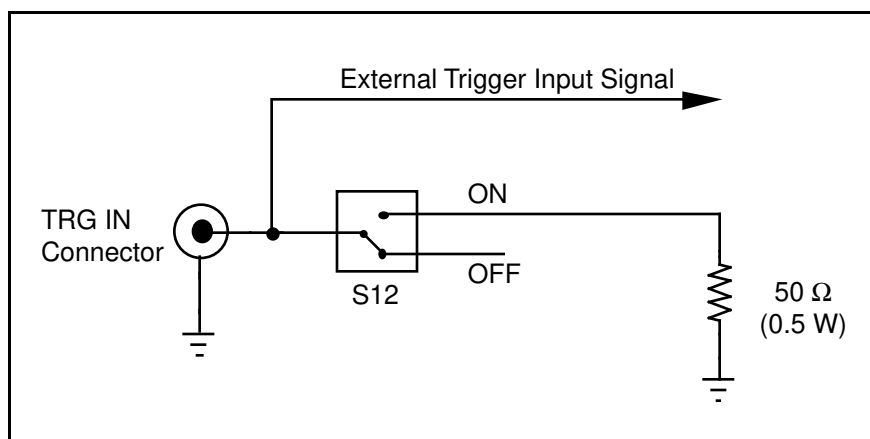 External Trigger Input Signal
TRG IN
Connector
ON
OFF
S12
50 Ω
(0.5 W)